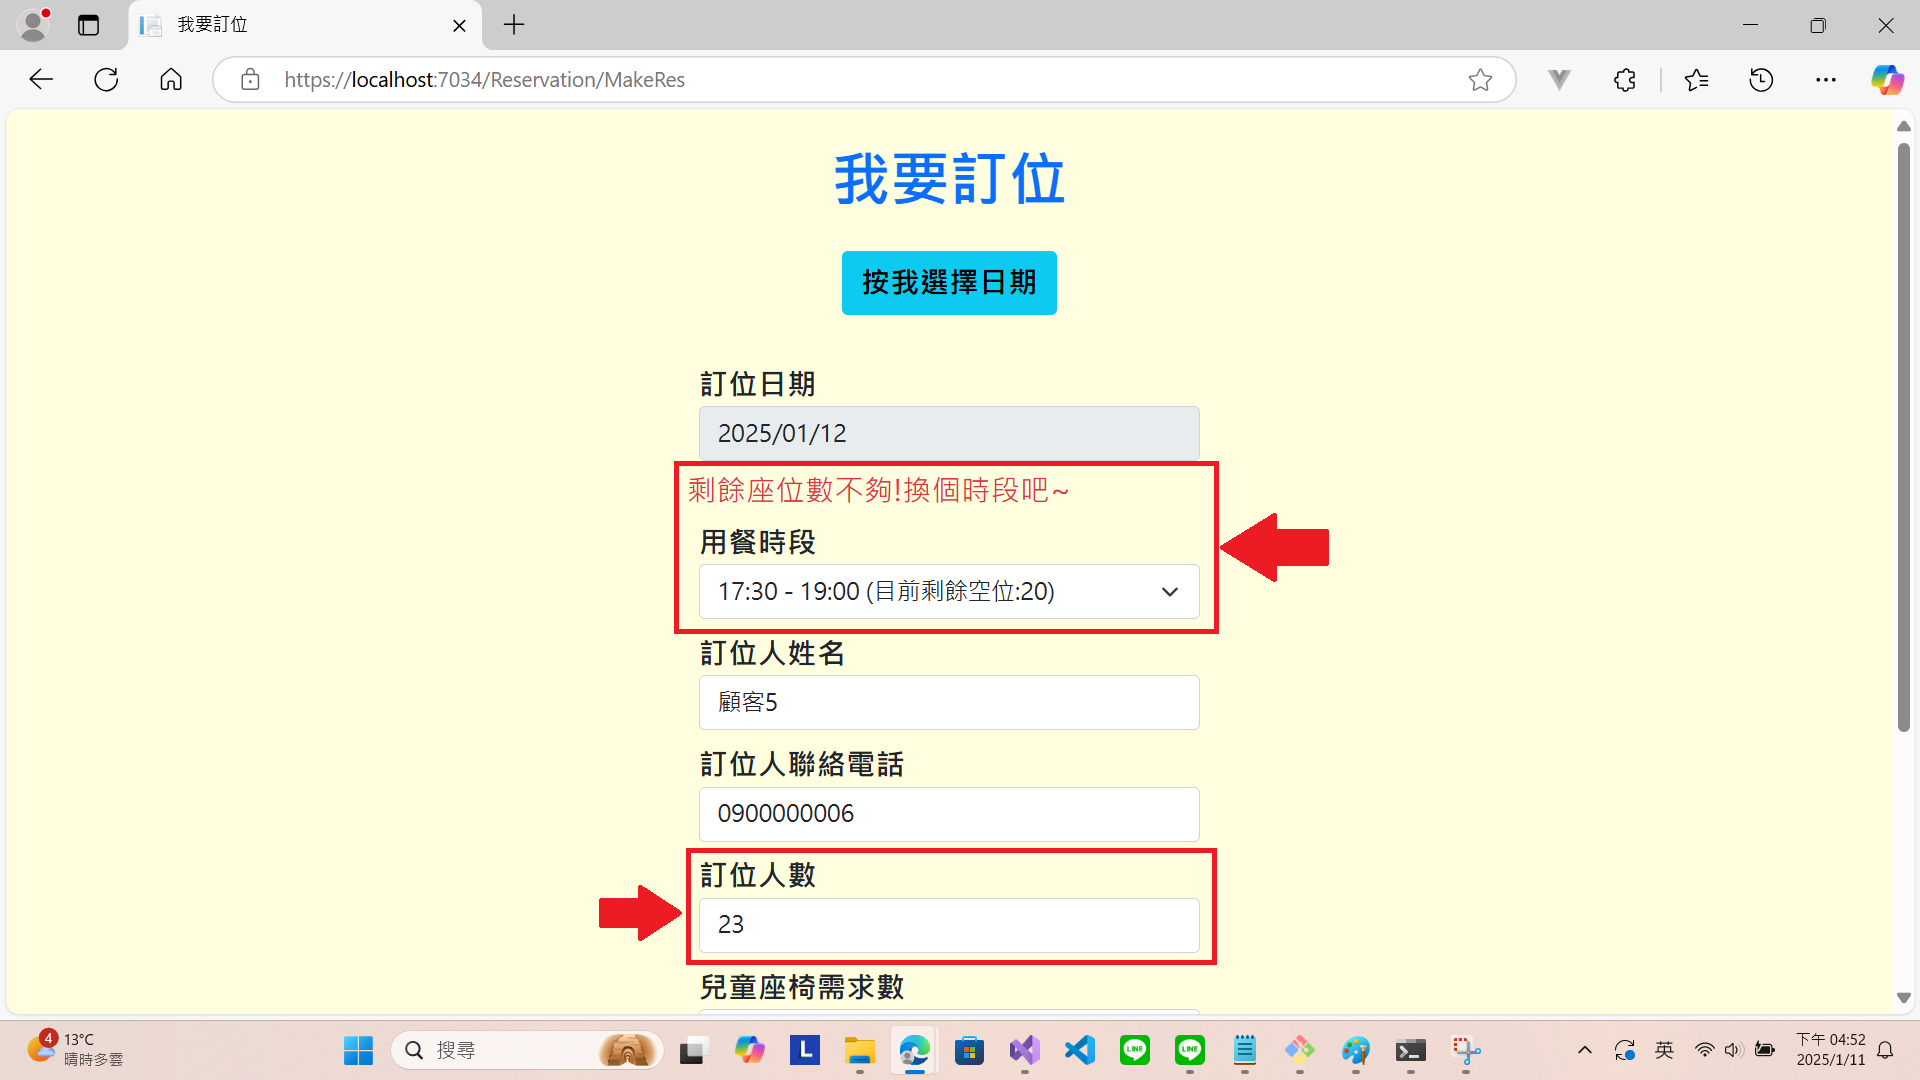 我要訂位
https://localhost:7034/Reservation/MakeRes
我要訂位
按我選擇日期
訂位日期
2025/01/12
剩餘座位數不夠!換個時段吧~
用餐時段
17:30 - 19:00 (目前剩餘空位:20)
訂位人姓名
顧客5
訂位人聯絡電話
0900000006
訂位人數
23
兒童座椅需求數
4
13°C
晴時多雲
搜尋
L
LINE
LINE
英
下午 04:52
2025/1/11